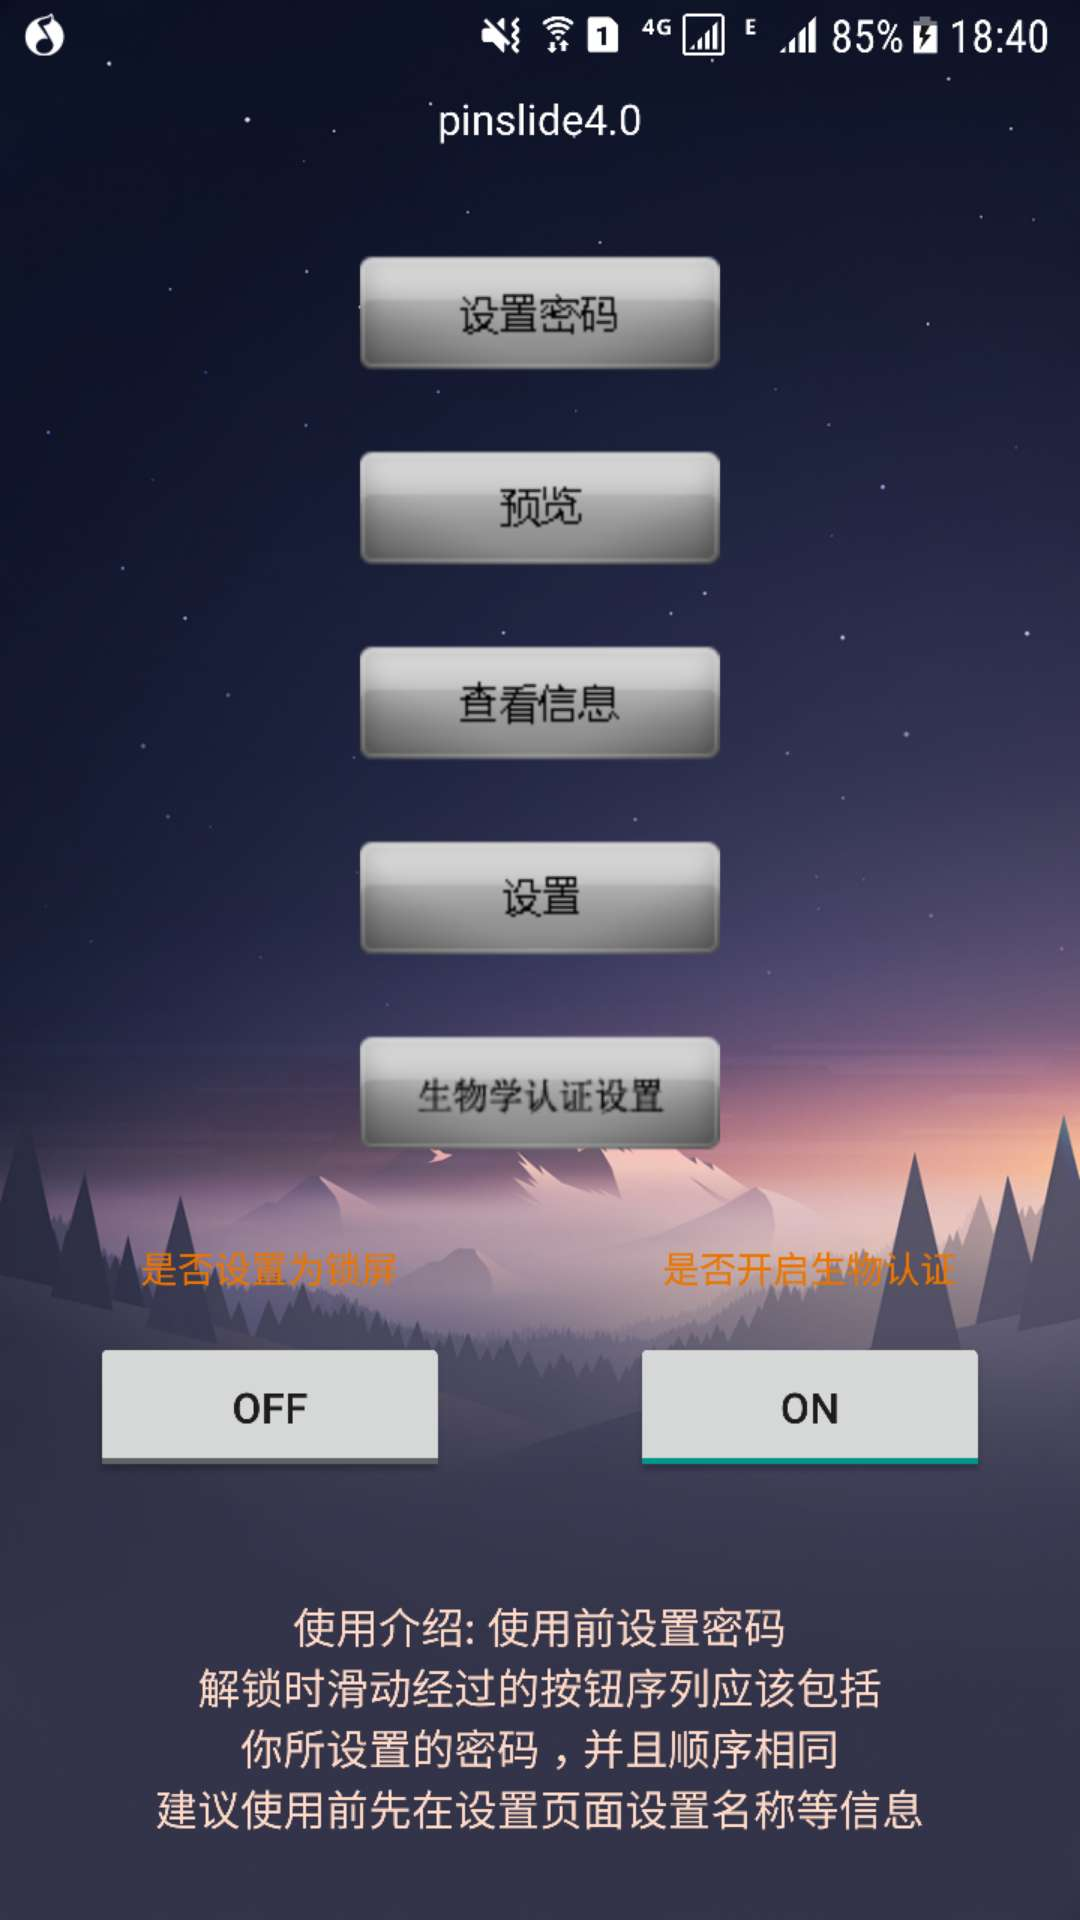 1 4G E 85% 18:40
pinslide4.0
设置密码
预览
查看信息
设置
生物学认证设置
是否设置为锁屏 是否开启生物认证
OFF ON
使用介绍: 使用前设置密码
解锁时滑动经过的按钮序列应该包括
你所设置的密码，并且顺序相同
建议使用前先在设置页面设置名称等信息